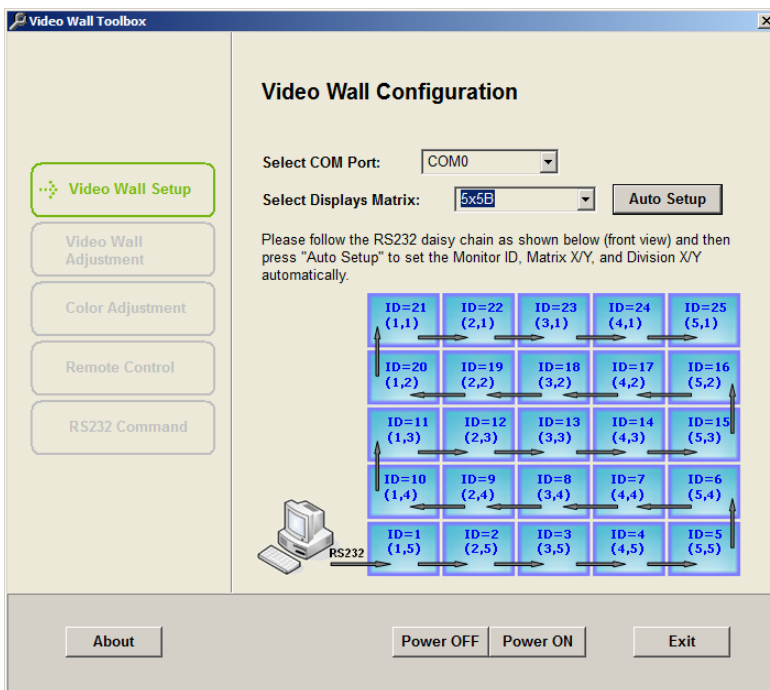 Video Wall Toolbox
Video Wall Configuration
Select COM Port: COM0
Video Wall Setup
Select Displays Matrix: 5x5B Auto Setup
Video Wall
Adjustment
Please follow the RS232 daisy chain as shown below (front view) and then
press "Auto Setup" to set the Monitor ID, Matrix X/Y, and Division X/Y
automatically.
Color Adjustment
Remote Control
RS232 Command
ID=21 ID=22 ID=23 ID=24 ID=25
(1,1) (2,1) (3,1) (4,1) (5,1)
ID=20 ID=19 ID=18 ID=17 ID=16
(1,2) (2,2) (3,2) (4,2) (5,2)
ID=11 ID=12 ID=13 ID=14 ID=15
(1,3) (2,3) (3,3) (4,3) (5,3)
ID=10 ID=9 ID=8 ID=7 ID=6
(1,4) (2,4) (3,4) (4,4) (5,4)
ID=1 ID=2 ID=3 ID=4 ID=5
(1,5) (2,5) (3,5) (4,5) (5,5)
RS232
About Power OFF Power ON Exit